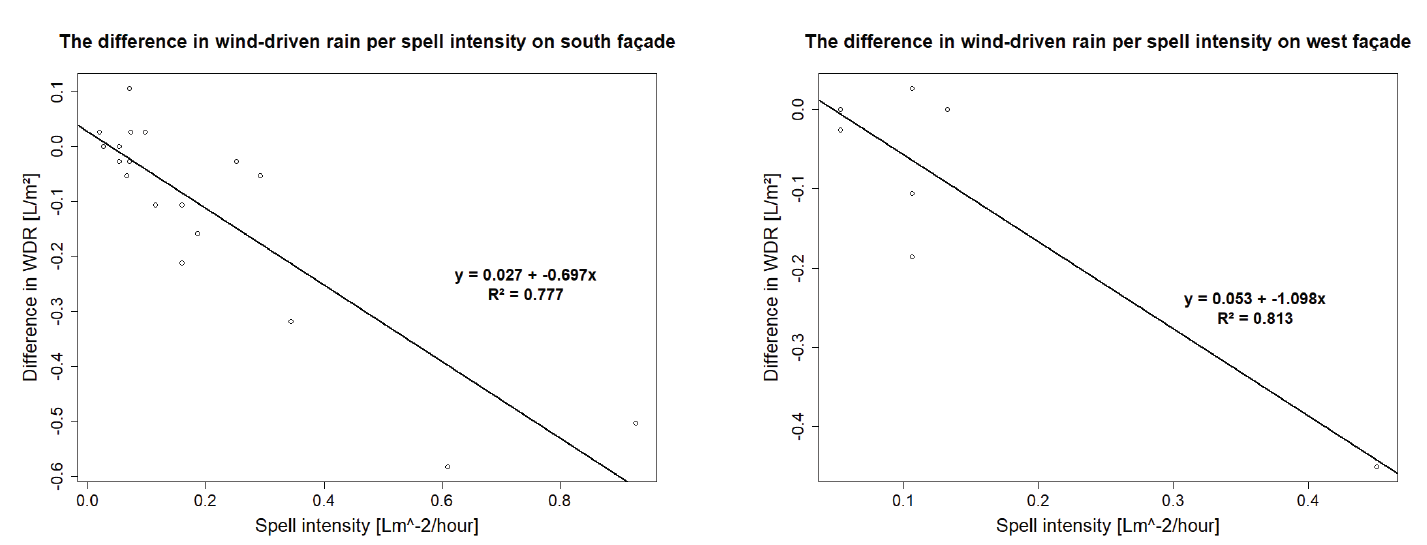 The difference in wind-driven rain per spell intensity on south façade
Difference in WDR [L/m²]
0.1
0.0
-0.1
-0.2
-0.3
-0.4
-0.5
-0.6
y = 0.027 + -0.697x
R² = 0.777
0.0 0.2 0.4 0.6 0.8
Spell intensity [Lm^-2/hour]
The difference in wind-driven rain per spell intensity on west façade
Difference in WDR [L/m²]
0.0
-0.1
-0.2
-0.3
-0.4
y = 0.053 + -1.098x
R² = 0.813
0.1 0.2 0.3 0.4
Spell intensity [Lm^-2/hour]